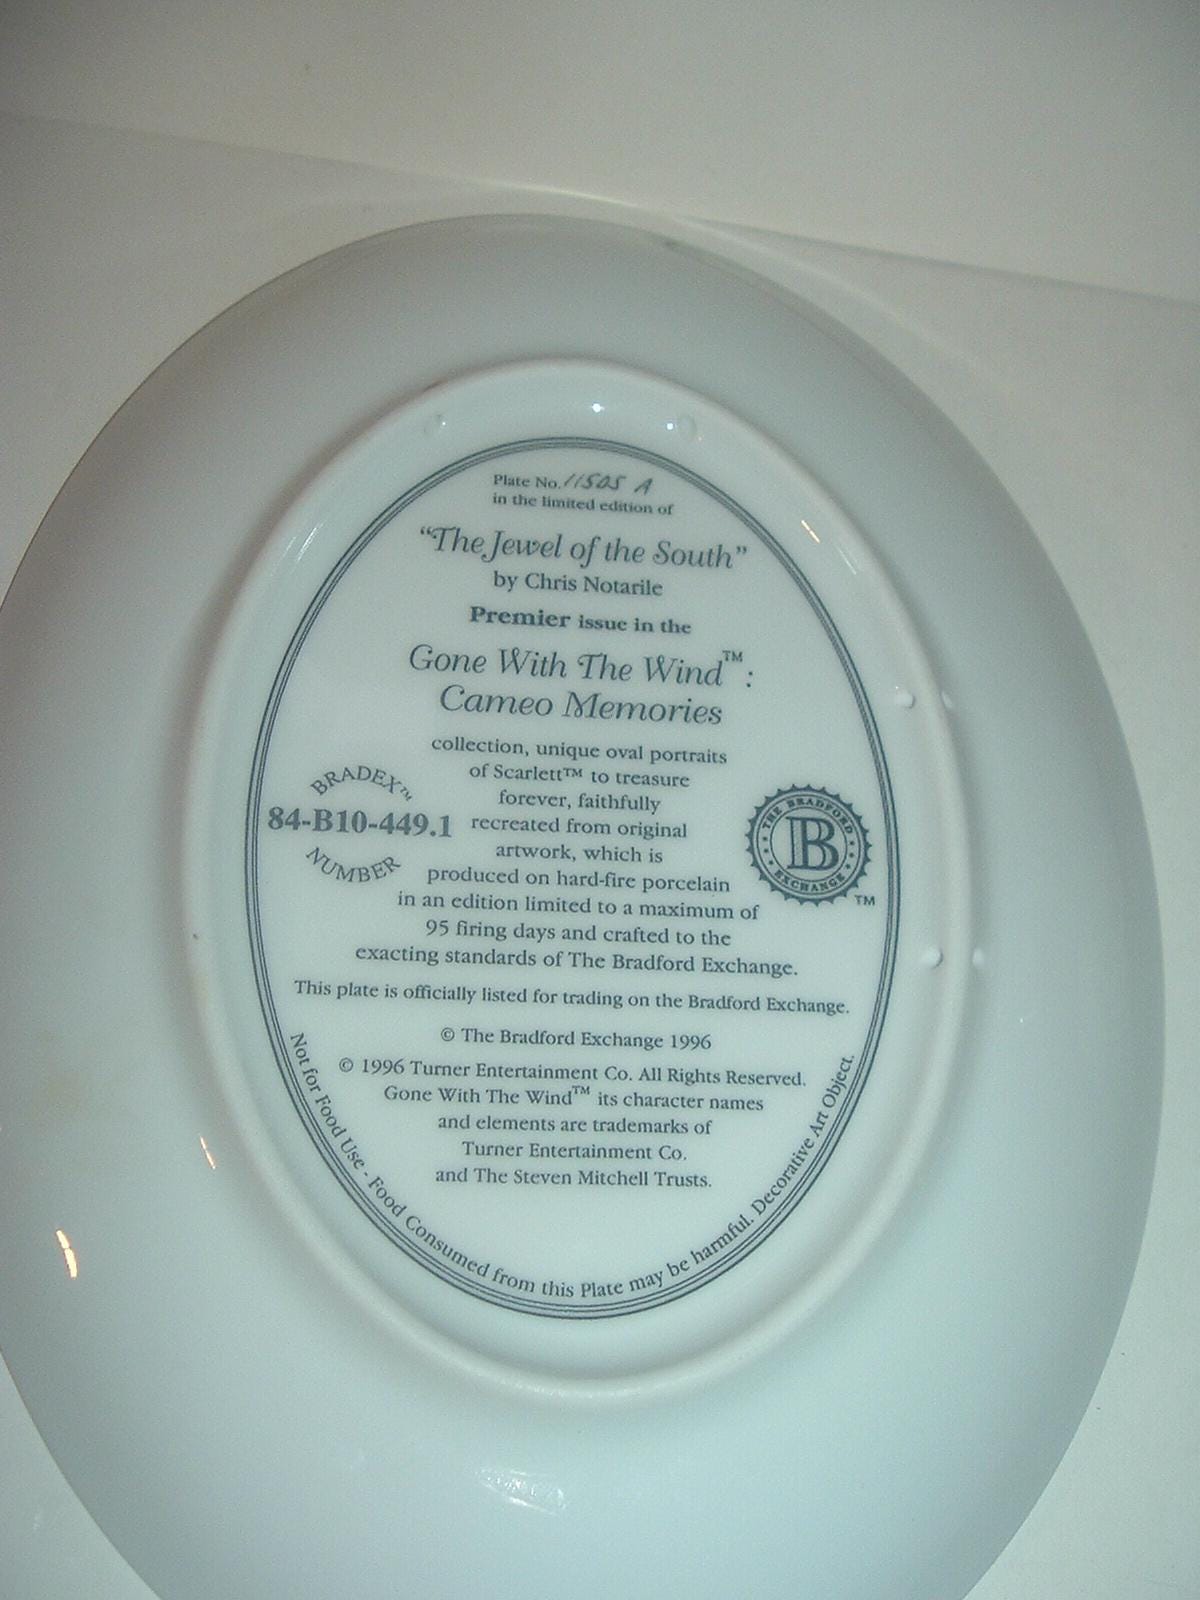 Plate No. 11505 A
in the limited edition of
“The Jewel of the South”
by Chris Notarile
Premier issue in the
Gone With The Wind™:
Cameo Memories
collection, unique oval portraits
of Scarlett™ to treasure
forever, faithfully
recreated from original
artwork, which is
produced on hard-fire porcelain
in an edition limited to a maximum of
95 firing days and crafted to the
exacting standards of The Bradford Exchange.
BRADEX™
84-B10-449.1
NUMBER
THE BRADFORD
B
EXCHANGE
™
This plate is officially listed for trading on the Bradford Exchange.
© The Bradford Exchange 1996
© 1996 Turner Entertainment Co. All Rights Reserved.
Gone With The Wind™ its character names
and elements are trademarks of
Turner Entertainment Co.
and The Steven Mitchell Trusts.
Not for Food Use - Food Consumed from this Plate may be harmful. Decorative Art Object.